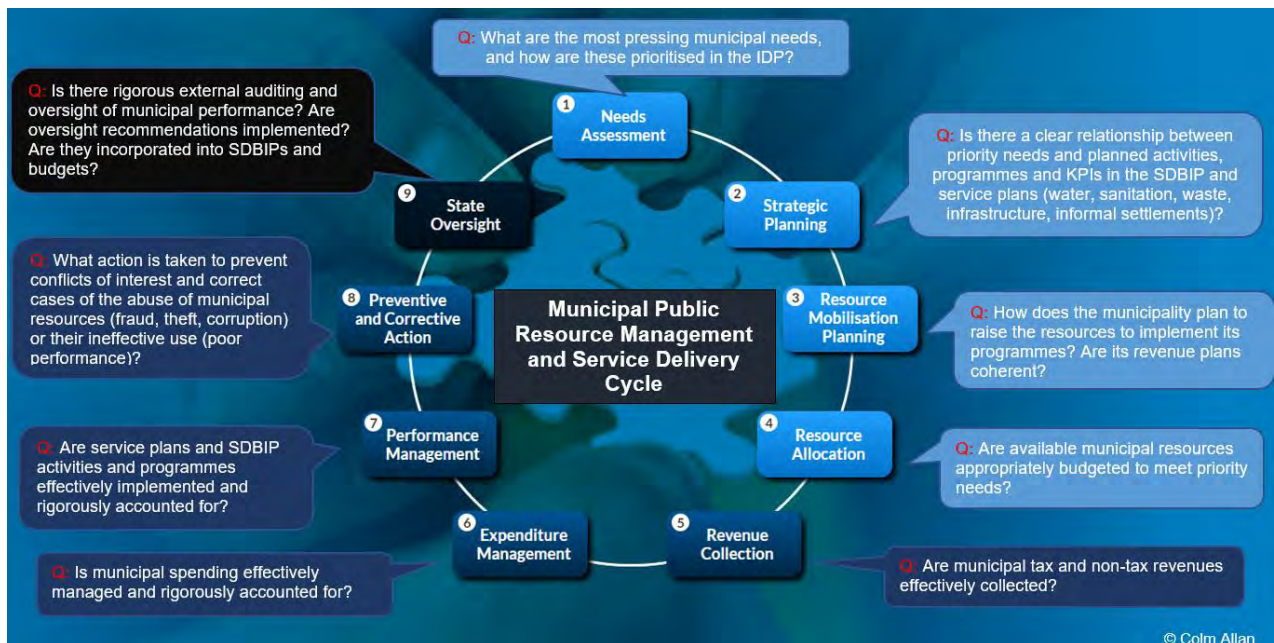 Q: What are the most pressing municipal needs,
and how are these prioritised in the IDP?
1
Needs
Assessment
Q: Is there a clear relationship between
priority needs and planned activities,
programmes and KPIs in the SDBIP and
service plans (water, sanitation, waste,
infrastructure, informal settlements)?
2
Strategic
Planning
Q: How does the municipality plan to
raise the resources to implement its
programmes? Are its revenue plans
coherent?
3
Resource
Mobilisation
Planning
Q: Are available municipal resources
appropriately budgeted to meet priority
needs?
4
Resource
Allocation
Q: Are municipal tax and non-tax revenues
effectively collected?
5
Revenue
Collection
Q: Is municipal spending effectively
managed and rigorously accounted for?
6
Expenditure
Management
Q: Are service plans and SDBIP
activities and programmes
effectively implemented and
rigorously accounted for?
7
Performance
Management
Q: What action is taken to prevent
conflicts of interest and correct
cases of the abuse of municipal
resources (fraud, theft, corruption)
or their ineffective use (poor
performance)?
8
Preventive
and Corrective
Action
Q: Is there rigorous external auditing and
oversight of municipal performance? Are
oversight recommendations implemented?
Are they incorporated into SDBIPs and
budgets?
9
State
Oversight
Municipal Public
Resource Management
and Service Delivery
Cycle
© Colm Allan